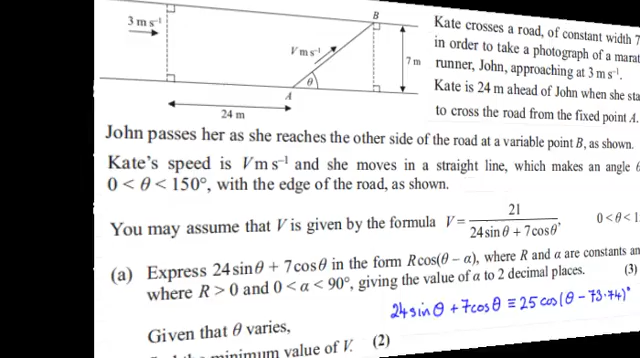 3 m s⁻¹
B
V m s⁻¹
7 m
θ
A
24 m
Kate crosses a road, of constant width 7
in order to take a photograph of a
runner, John, approaching at 3 m s⁻¹.
Kate is 24 m ahead of John when she
to cross the road from the fixed point A.
John passes her as she reaches the other side of the road at a variable point B, as shown.
Kate's speed is V m s⁻¹ and she moves in a straight line, which makes an angle
0 < θ < 150°, with the edge of the road, as shown.
You may assume that V is given by the formula V = 21 / (24 sin θ + 7 cos θ), 0 < θ < 1
(a) Express 24 sin θ + 7 cos θ in the form R cos(θ − α), where R and α are constants
where R > 0 and 0 < α < 90°, giving the value of α to 2 decimal places. (3)
24 sin θ + 7 cos θ ≡ 25 cos (θ − 73.74)°
Given that θ varies,
minimum value of V. (2)